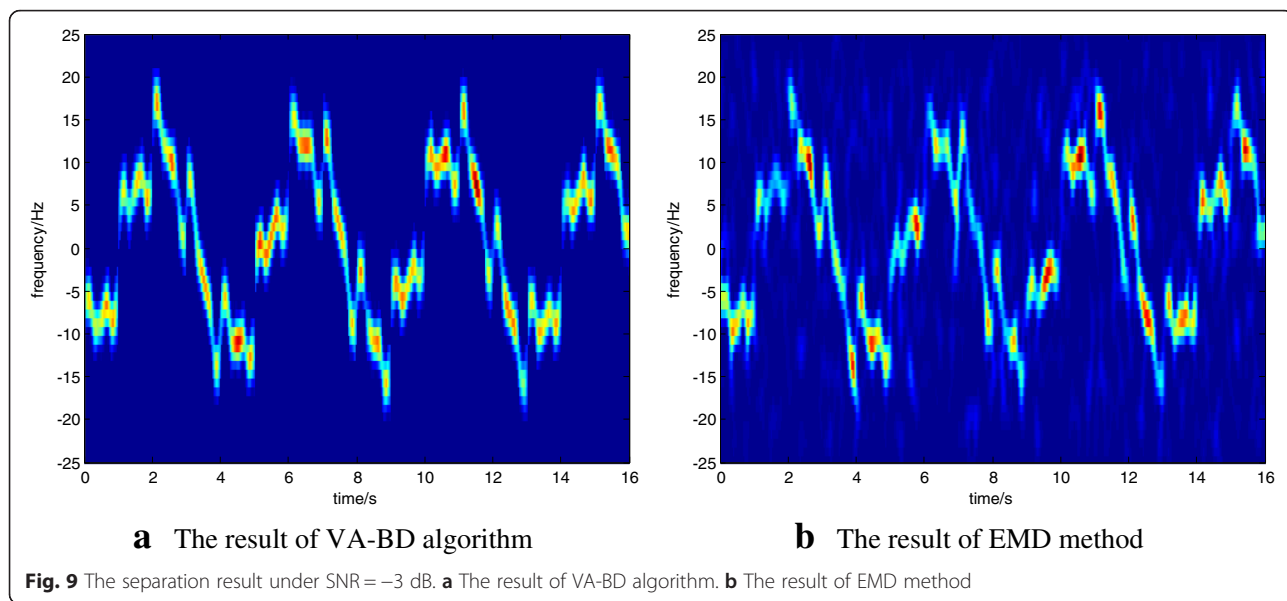 25
20
15
10
5
0
-5
-10
-15
-20
-25
frequency/Hz
0 2 4 6 8 10 12 14 16
time/s
a The result of VA-BD algorithm
25
20
15
10
5
0
-5
-10
-15
-20
-25
frequency/Hz
0 2 4 6 8 10 12 14 16
time/s
b The result of EMD method
Fig. 9 The separation result under SNR = −3 dB. a The result of VA-BD algorithm. b The result of EMD method